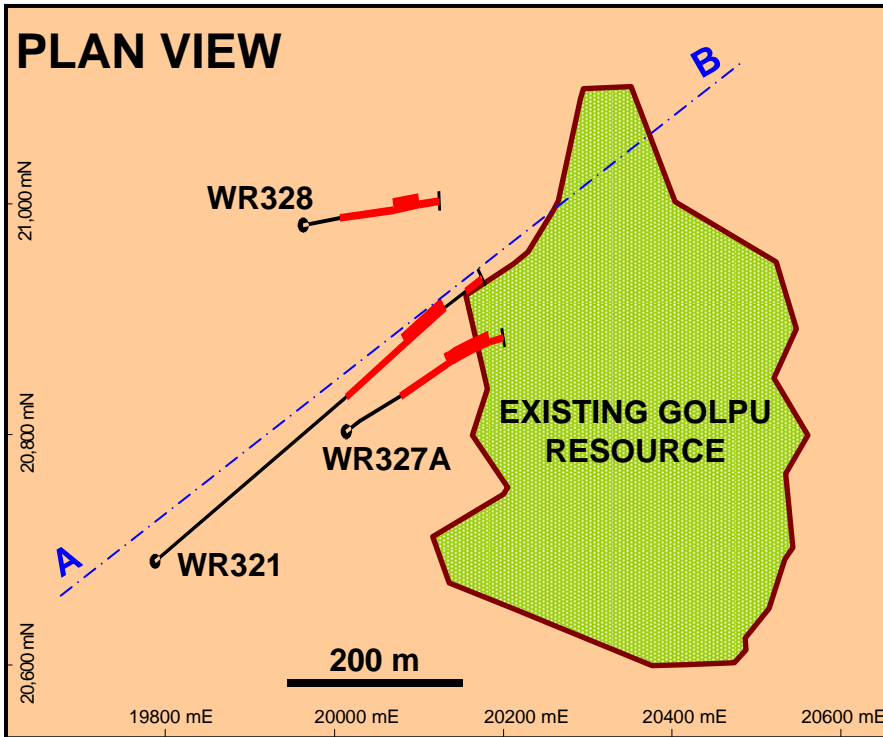 PLAN VIEW
B
21,000 mN
WR328
20,800 mN
EXISTING GOLPU
RESOURCE
WR327A
A
WR321
20,600 mN
200 m
19800 mE
20000 mE
20200 mE
20400 mE
20600 mE